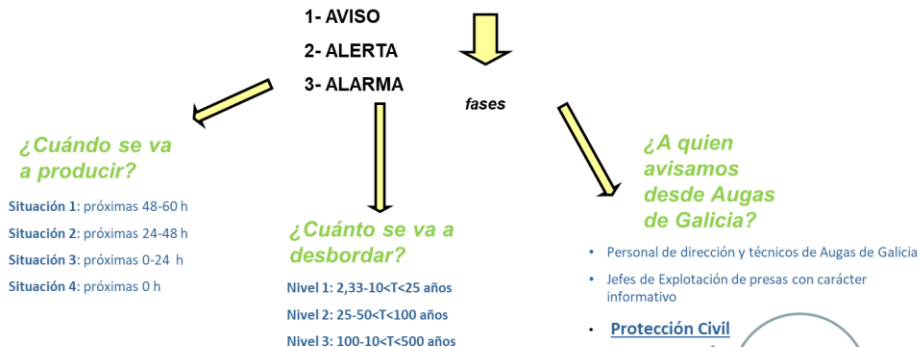 1- AVISO
2- ALERTA
3- ALARMA
fases
¿Cuándo se va
a producir?
Situación 1: próximas 48-60 h
Situación 2: próximas 24-48 h
Situación 3: próximas 0-24 h
Situación 4: próximas 0 h
¿Cuánto se va a
desbordar?
Nivel 1: 2,33-10<T<25 años
Nivel 2: 25-50<T<100 años
Nivel 3: 100-10<T<500 años
¿A quien
avisamos
desde Augas
de Galicia?
• Personal de dirección y técnicos de Augas de Galicia
• Jefes de Explotación de presas con carácter
informativo
• Protección Civil